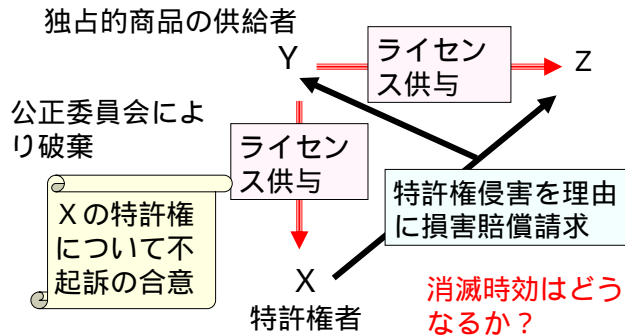 独占的商品の供給者
Y
ライセン
ス供与
Z
公正委員会によ
り破棄
ライセン
ス供与
Xの特許権
について不
起訴の合意
特許権侵害を理由
に損害賠償請求
X
特許権者
消滅時効はどう
なるか?